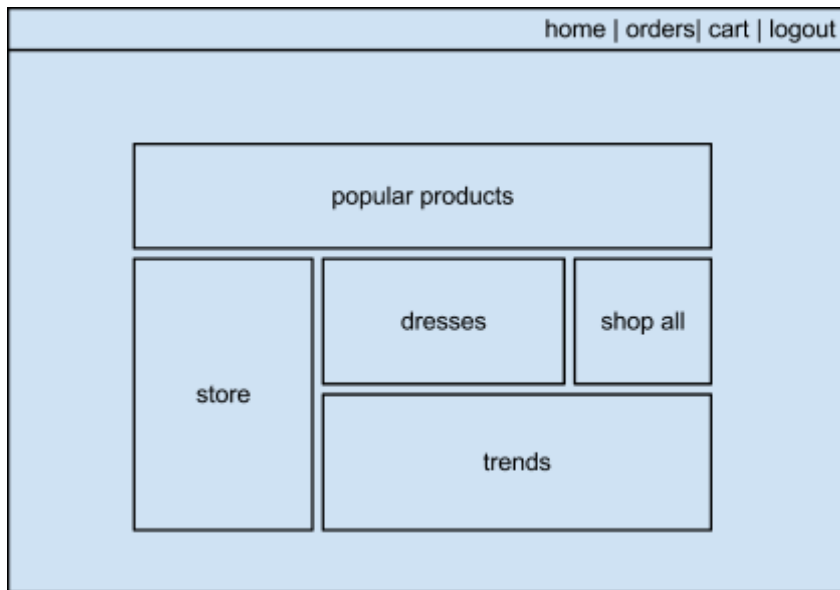 home | orders| cart | logout
popular products
dresses
shop all
store
trends